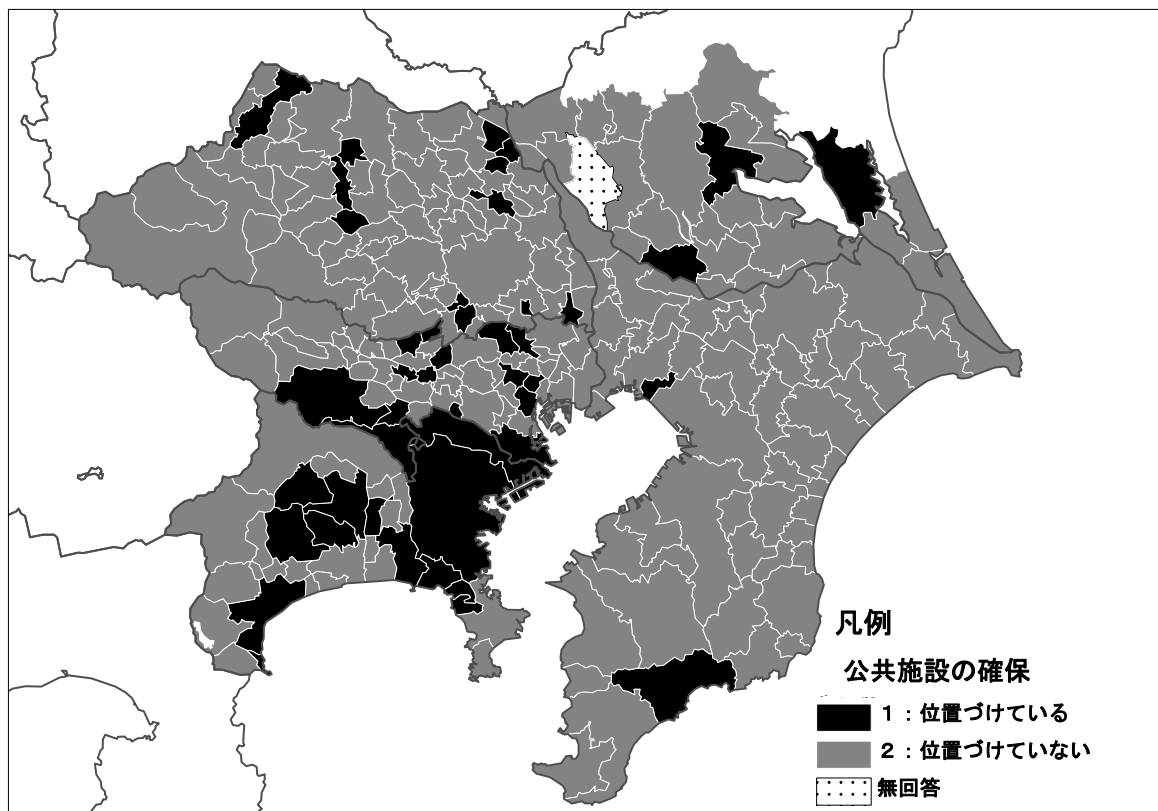 凡例
公共施設の確保
1：位置づけている
2：位置づけていない
無回答